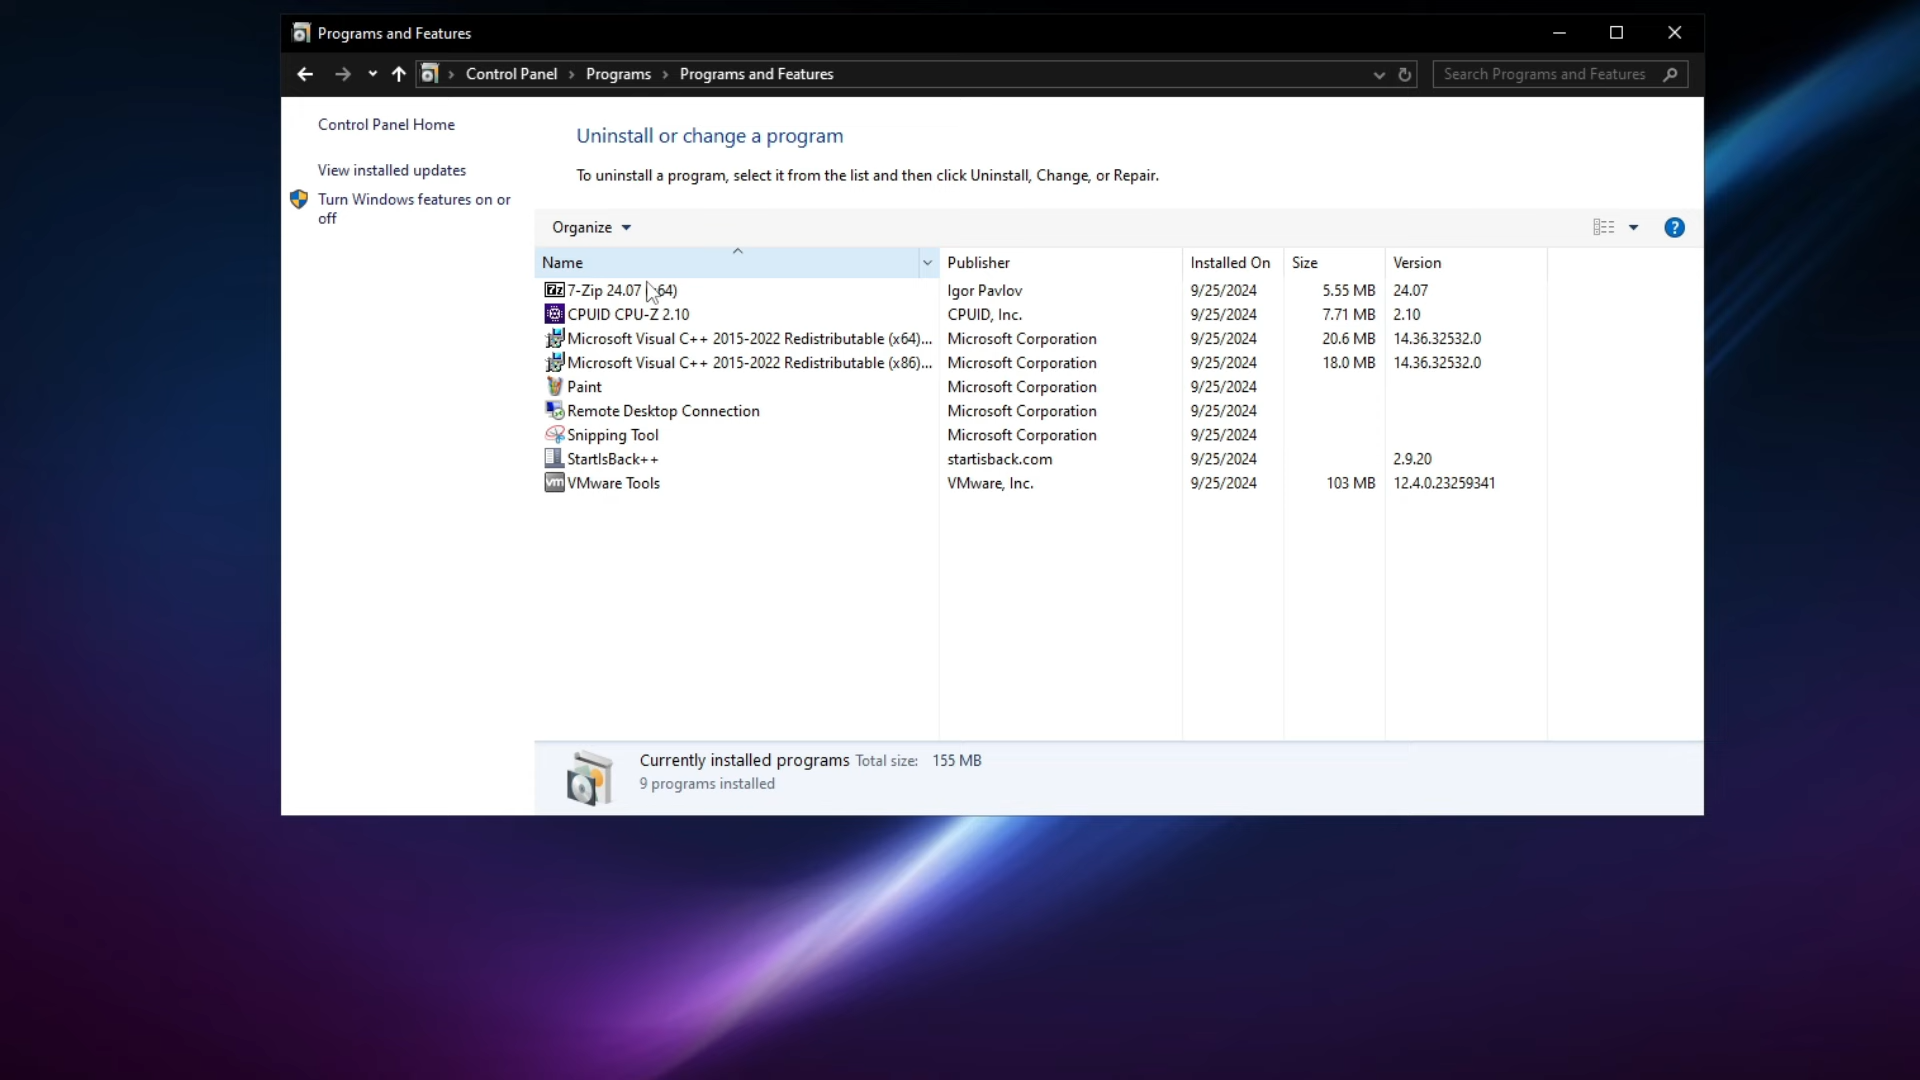 Programs and Features
Control Panel > Programs > Programs and Features
Search Programs and Features
Control Panel Home
View installed updates
Turn Windows features on or
off
Uninstall or change a program
To uninstall a program, select it from the list and then click Uninstall, Change, or Repair.
Organize
Name Publisher Installed On Size Version
7-Zip 24.07 64) Igor Pavlov 9/25/2024 5.55 MB 24.07
CPUID CPU-Z 2.10 CPUID, Inc. 9/25/2024 7.71 MB 2.10
Microsoft Visual C++ 2015-2022 Redistributable (x64)... Microsoft Corporation 9/25/2024 20.6 MB 14.36.32532.0
Microsoft Visual C++ 2015-2022 Redistributable (x86)... Microsoft Corporation 9/25/2024 18.0 MB 14.36.32532.0
Paint Microsoft Corporation 9/25/2024
Remote Desktop Connection Microsoft Corporation 9/25/2024
Snipping Tool Microsoft Corporation 9/25/2024
StartIsBack++ startisback.com 9/25/2024 2.9.20
vm VMware Tools VMware, Inc. 9/25/2024 103 MB 12.4.0.23259341
Currently installed programs Total size: 155 MB
9 programs installed